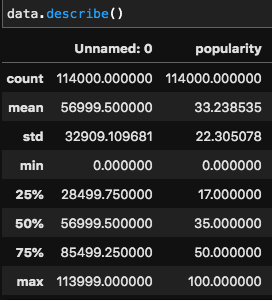 data.describe()
Unnamed: 0 popularity
count 114000.000000 114000.000000
mean 56999.500000 33.238535
std 32909.109681 22.305078
min 0.000000 0.000000
25% 28499.750000 17.000000
50% 56999.500000 35.000000
75% 85499.250000 50.000000
max 113999.000000 100.000000